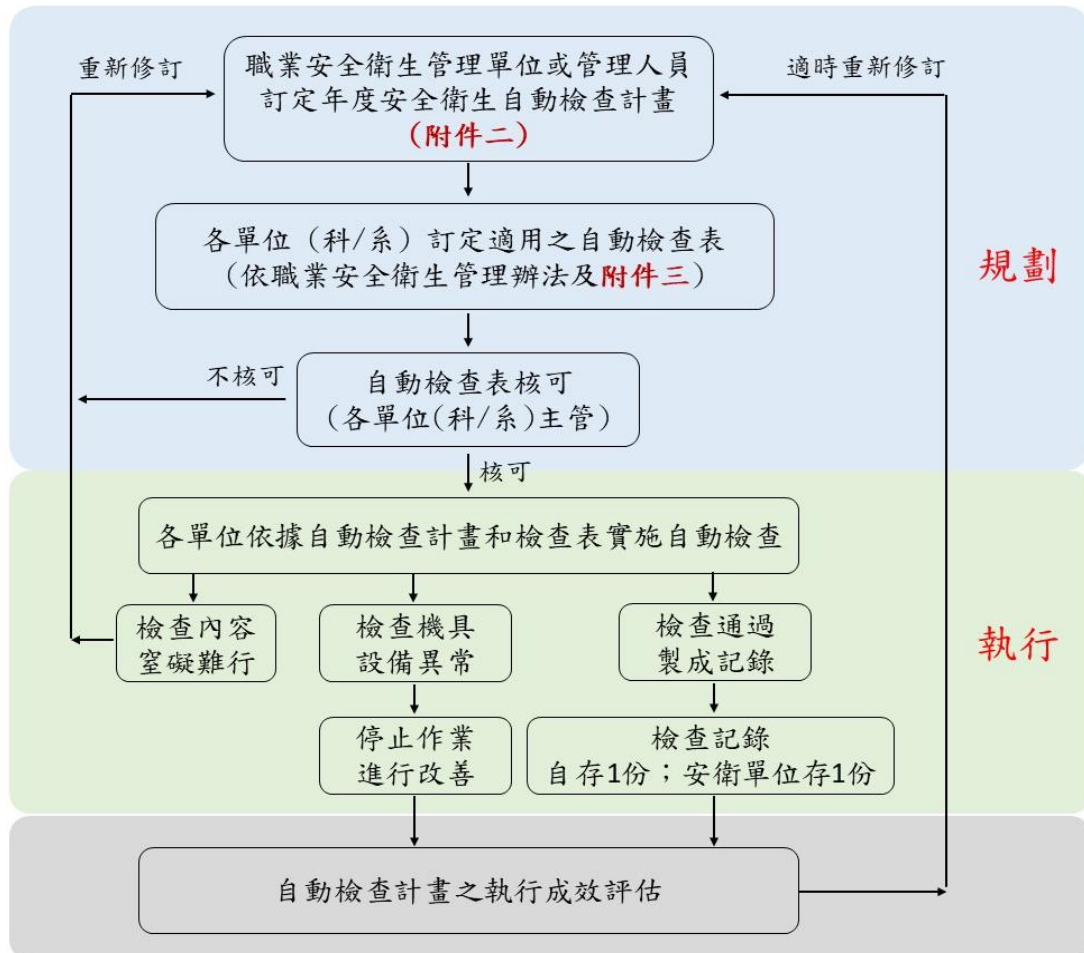 重新修訂
職業安全衛生管理單位或管理人員
訂定年度安全衛生自動檢查計畫
(附件二)
適時重新修訂
各單位（科/系）訂定適用之自動檢查表
(依職業安全衛生管理辦法及附件三)
規劃
不核可
自動檢查表核可
(各單位(科/系)主管)
核可
各單位依據自動檢查計畫和檢查表實施自動檢查
檢查內容
窒礙難行
檢查機具
設備異常
檢查通過
製成記錄
執行
停止作業
進行改善
檢查記錄
自存1份；安衛單位存1份
自動檢查計畫之執行成效評估